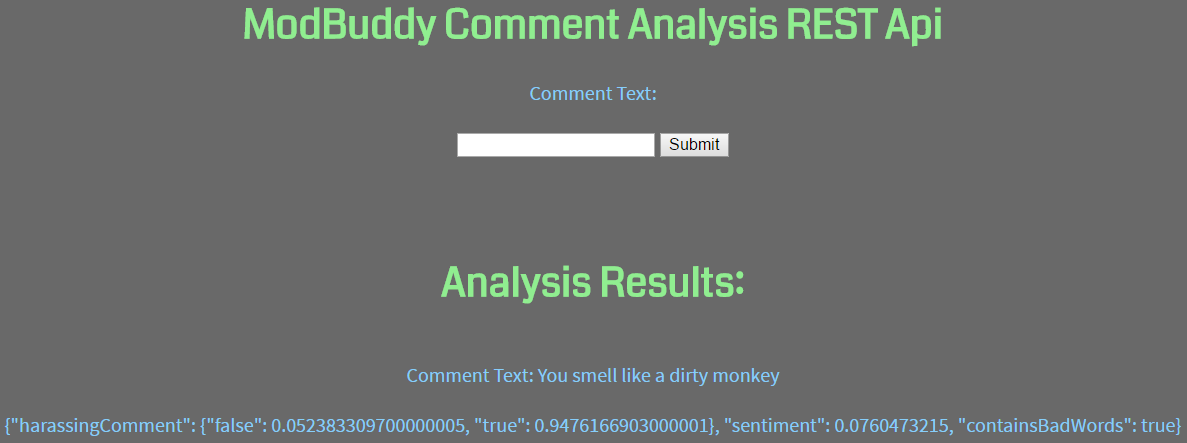 ModBuddy Comment Analysis REST Api
Comment Text:
Submit
Analysis Results:
Comment Text: You smell like a dirty monkey
{"harassingComment": {"false": 0.052383309700000005, "true": 0.9476166903000001}, "sentiment": 0.0760473215, "containsBadWords": true}